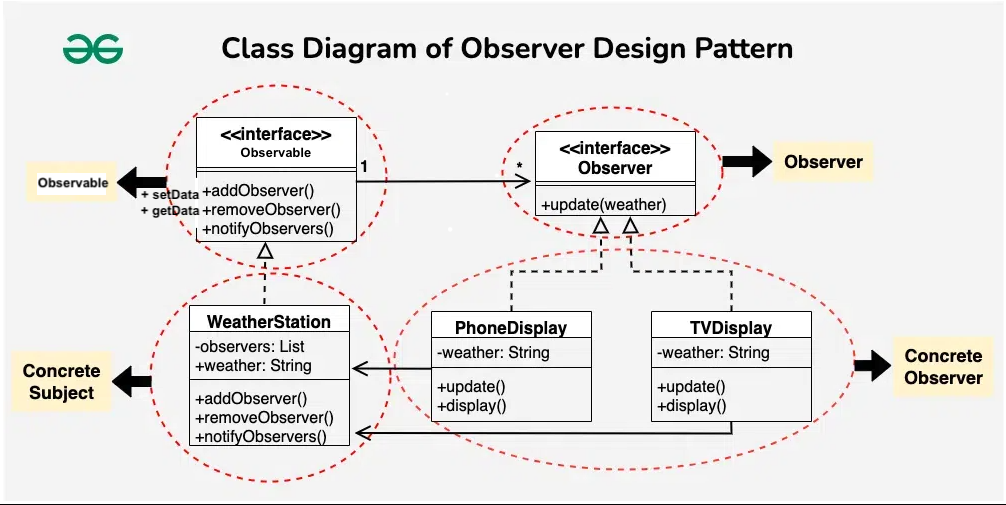 Class Diagram of Observer Design Pattern
<<interface>>
Observable
+ setData
+ getData
+addObserver()
+removeObserver()
+notifyObservers()
Observable
1
*
<<interface>>
Observer
+update(weather)
Observer
WeatherStation
-observers: List
+weather: String
+addObserver()
+removeObserver()
+notifyObservers()
Concrete
Subject
PhoneDisplay
-weather: String
+update()
+display()
TVDisplay
-weather: String
+update()
+display()
Concrete
Observer